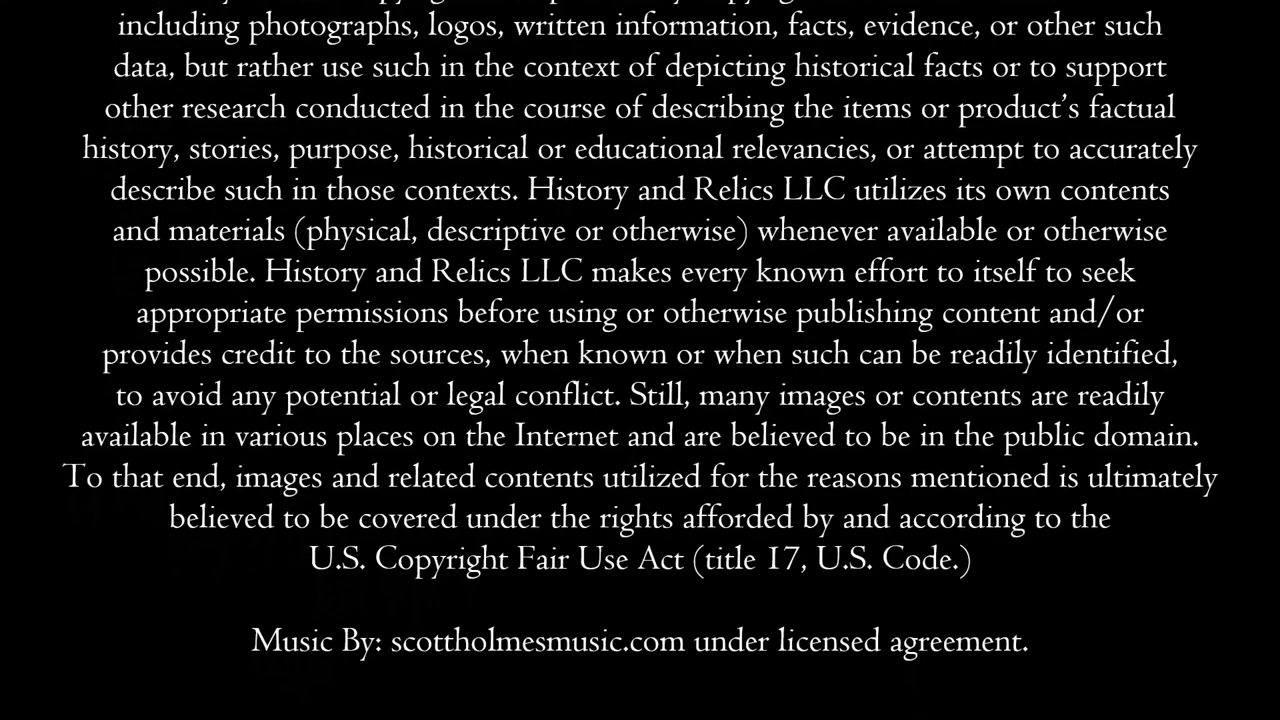 including photographs, logos, written information, facts, evidence, or other such
data, but rather use such in the context of depicting historical facts or to support
other research conducted in the course of describing the items or product’s factual
history, stories, purpose, historical or educational relevancies, or attempt to accurately
describe such in those contexts. History and Relics LLC utilizes its own contents
and materials (physical, descriptive or otherwise) whenever available or otherwise
possible. History and Relics LLC makes every known effort to itself to seek
appropriate permissions before using or otherwise publishing content and/or
provides credit to the sources, when known or when such can be readily identified,
to avoid any potential or legal conflict. Still, many images or contents are readily
available in various places on the Internet and are believed to be in the public domain.
To that end, images and related contents utilized for the reasons mentioned is ultimately
believed to be covered under the rights afforded by and according to the
U.S. Copyright Fair Use Act (title 17, U.S. Code.)
Music By: scottholmesmusic.com under licensed agreement.